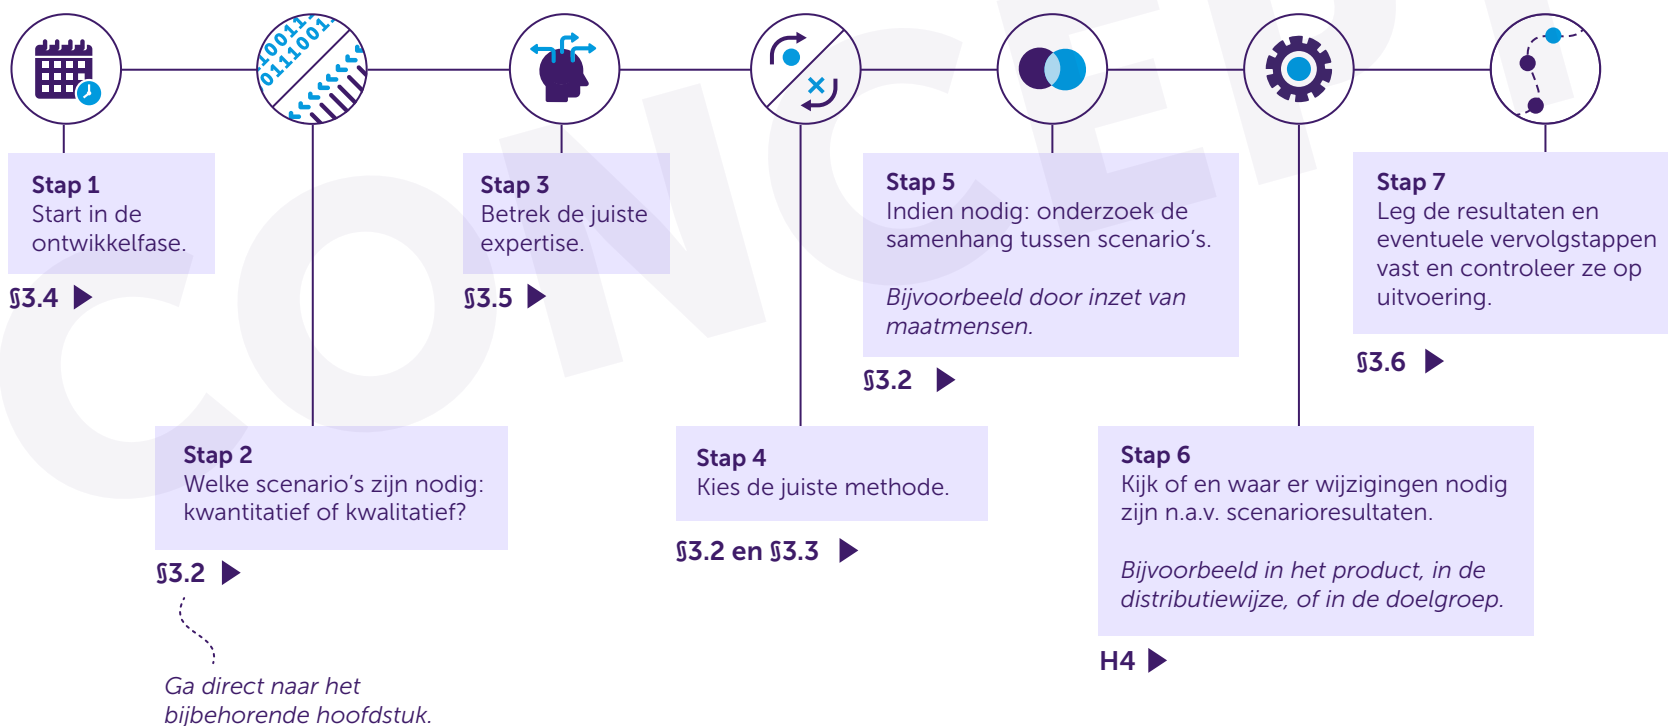 CONCEPT
10011
011100
01110011
Stap 1
Start in de
ontwikkelfase.
§3.4
Stap 2
Welke scenario's zijn nodig:
kwantitatief of kwalitatief?
§3.2
Ga direct naar het
bijbehorende hoofdstuk.
Stap 3
Betrek de juiste
expertise.
§3.5
Stap 4
Kies de juiste methode.
§3.2 en §3.3
Stap 5
Indien nodig: onderzoek de
samenhang tussen scenario's.
Bijvoorbeeld door inzet van
maatmensen.
§3.2
Stap 6
Kijk of en waar er wijzigingen nodig
zijn n.a.v. scenarioresultaten.
Bijvoorbeeld in het product, in de
distributiewijze, of in de doelgroep.
H4
Stap 7
Leg de resultaten en
eventuele vervolgstappen
vast en controleer ze op
uitvoering.
§3.6